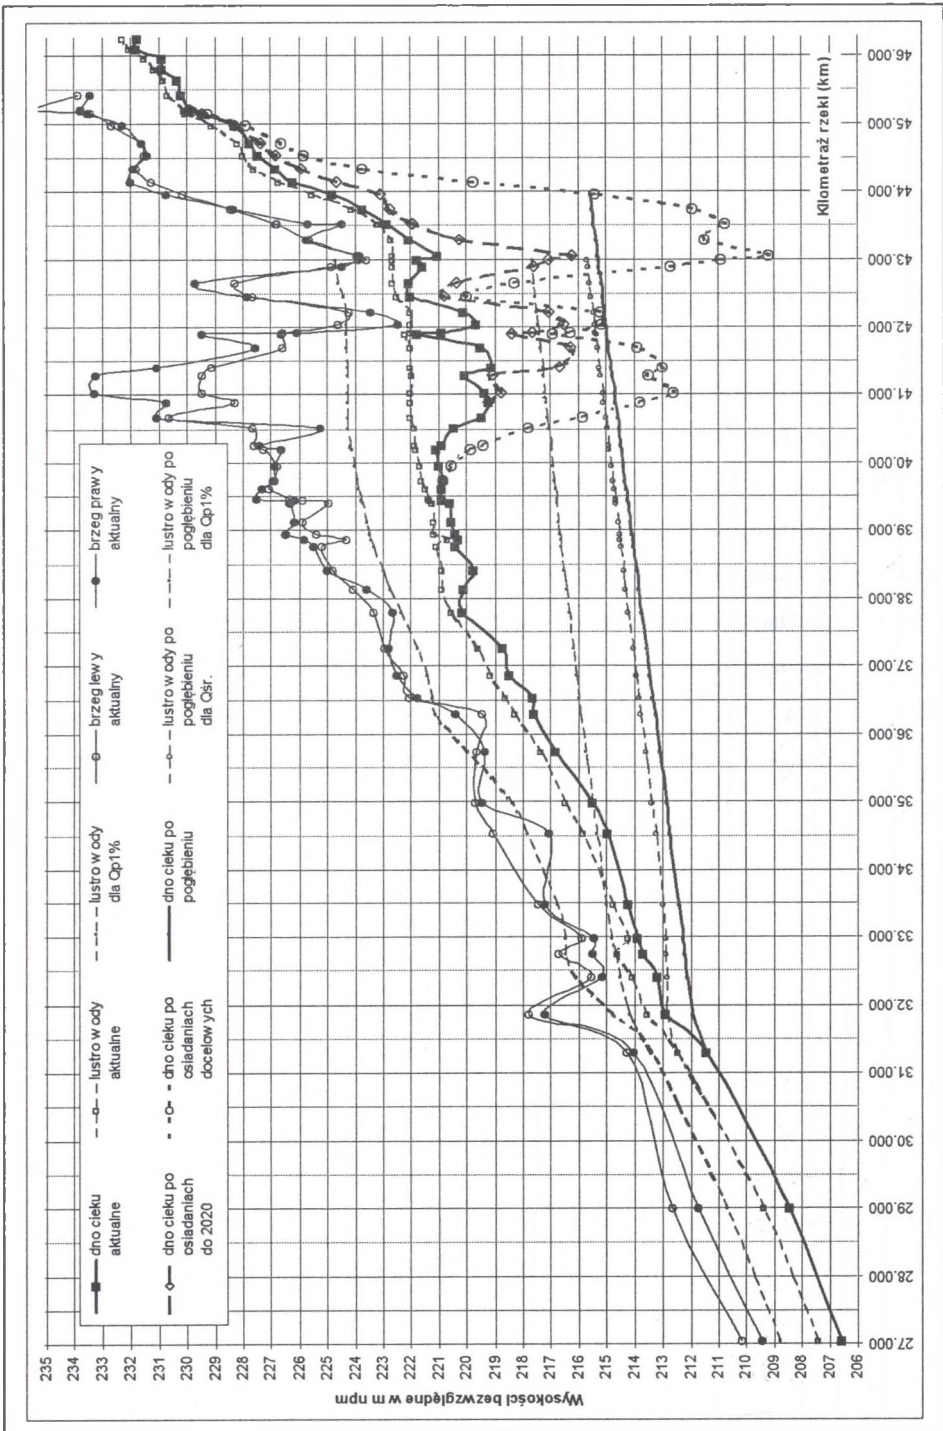 dno cieku
aktualne
lustro wody
aktualne
lustro wody
dla Qp1%
brzeg lewy
aktualny
brzeg prawy
aktualny
dno cieku po
osiadaniach
do 2020
dno cieku po
osiadaniach
docelowych
dno cieku po
pogłębieniu
lustro wody po
pogłębieniu
dla Qśr.
lustro wody po
pogłębieniu
dla Qp1%
Wysokości bezwzględne w m npm
235
234
233
232
231
230
229
228
227
226
225
224
223
222
221
220
219
218
217
216
215
214
213
212
211
210
209
208
207
206
Kilometraż rzeki (km)
27.000
28.000
29.000
30.000
31.000
32.000
33.000
34.000
35.000
36.000
37.000
38.000
39.000
40.000
41.000
42.000
43.000
44.000
45.000
46.000